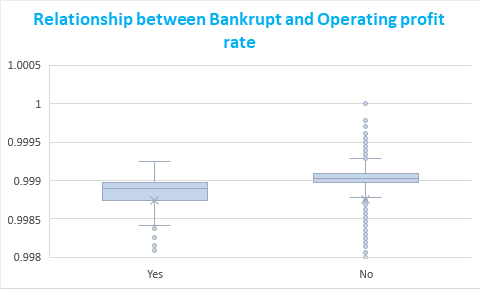 Relationship between Bankrupt and Operating profit
rate
1.0005
1
0.9995
0.999
0.9985
0.998
Yes
No